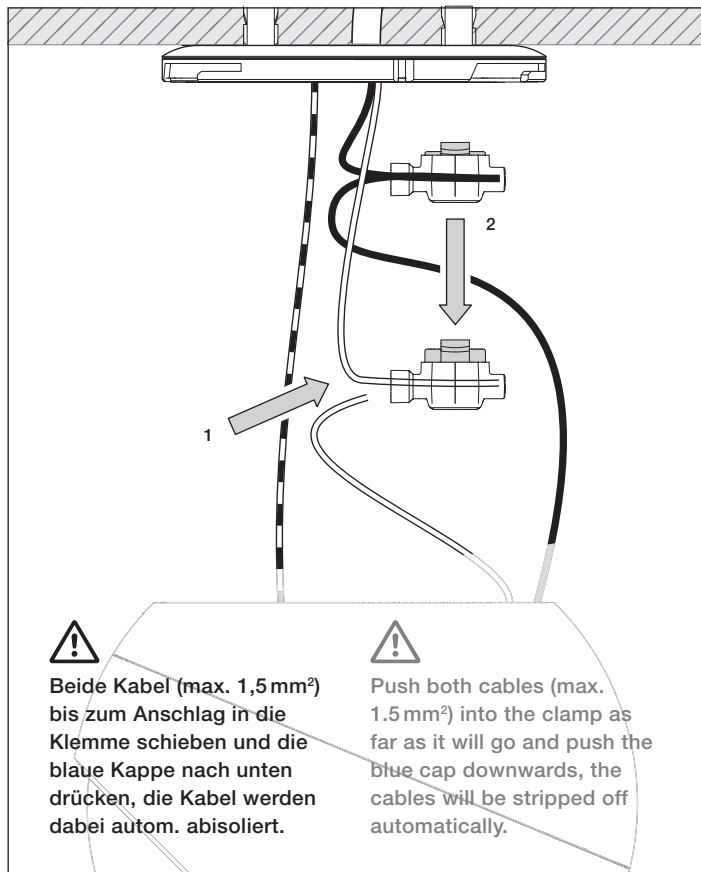 2
1
Beide Kabel (max. 1,5 mm²)
bis zum Anschlag in die
Klemme schieben und die
blaue Kappe nach unten
drücken, die Kabel werden
dabei autom. abisoliert.
Push both cables (max.
1.5 mm²) into the clamp as
far as it will go and push the
blue cap downwards, the
cables will be stripped off
automatically.